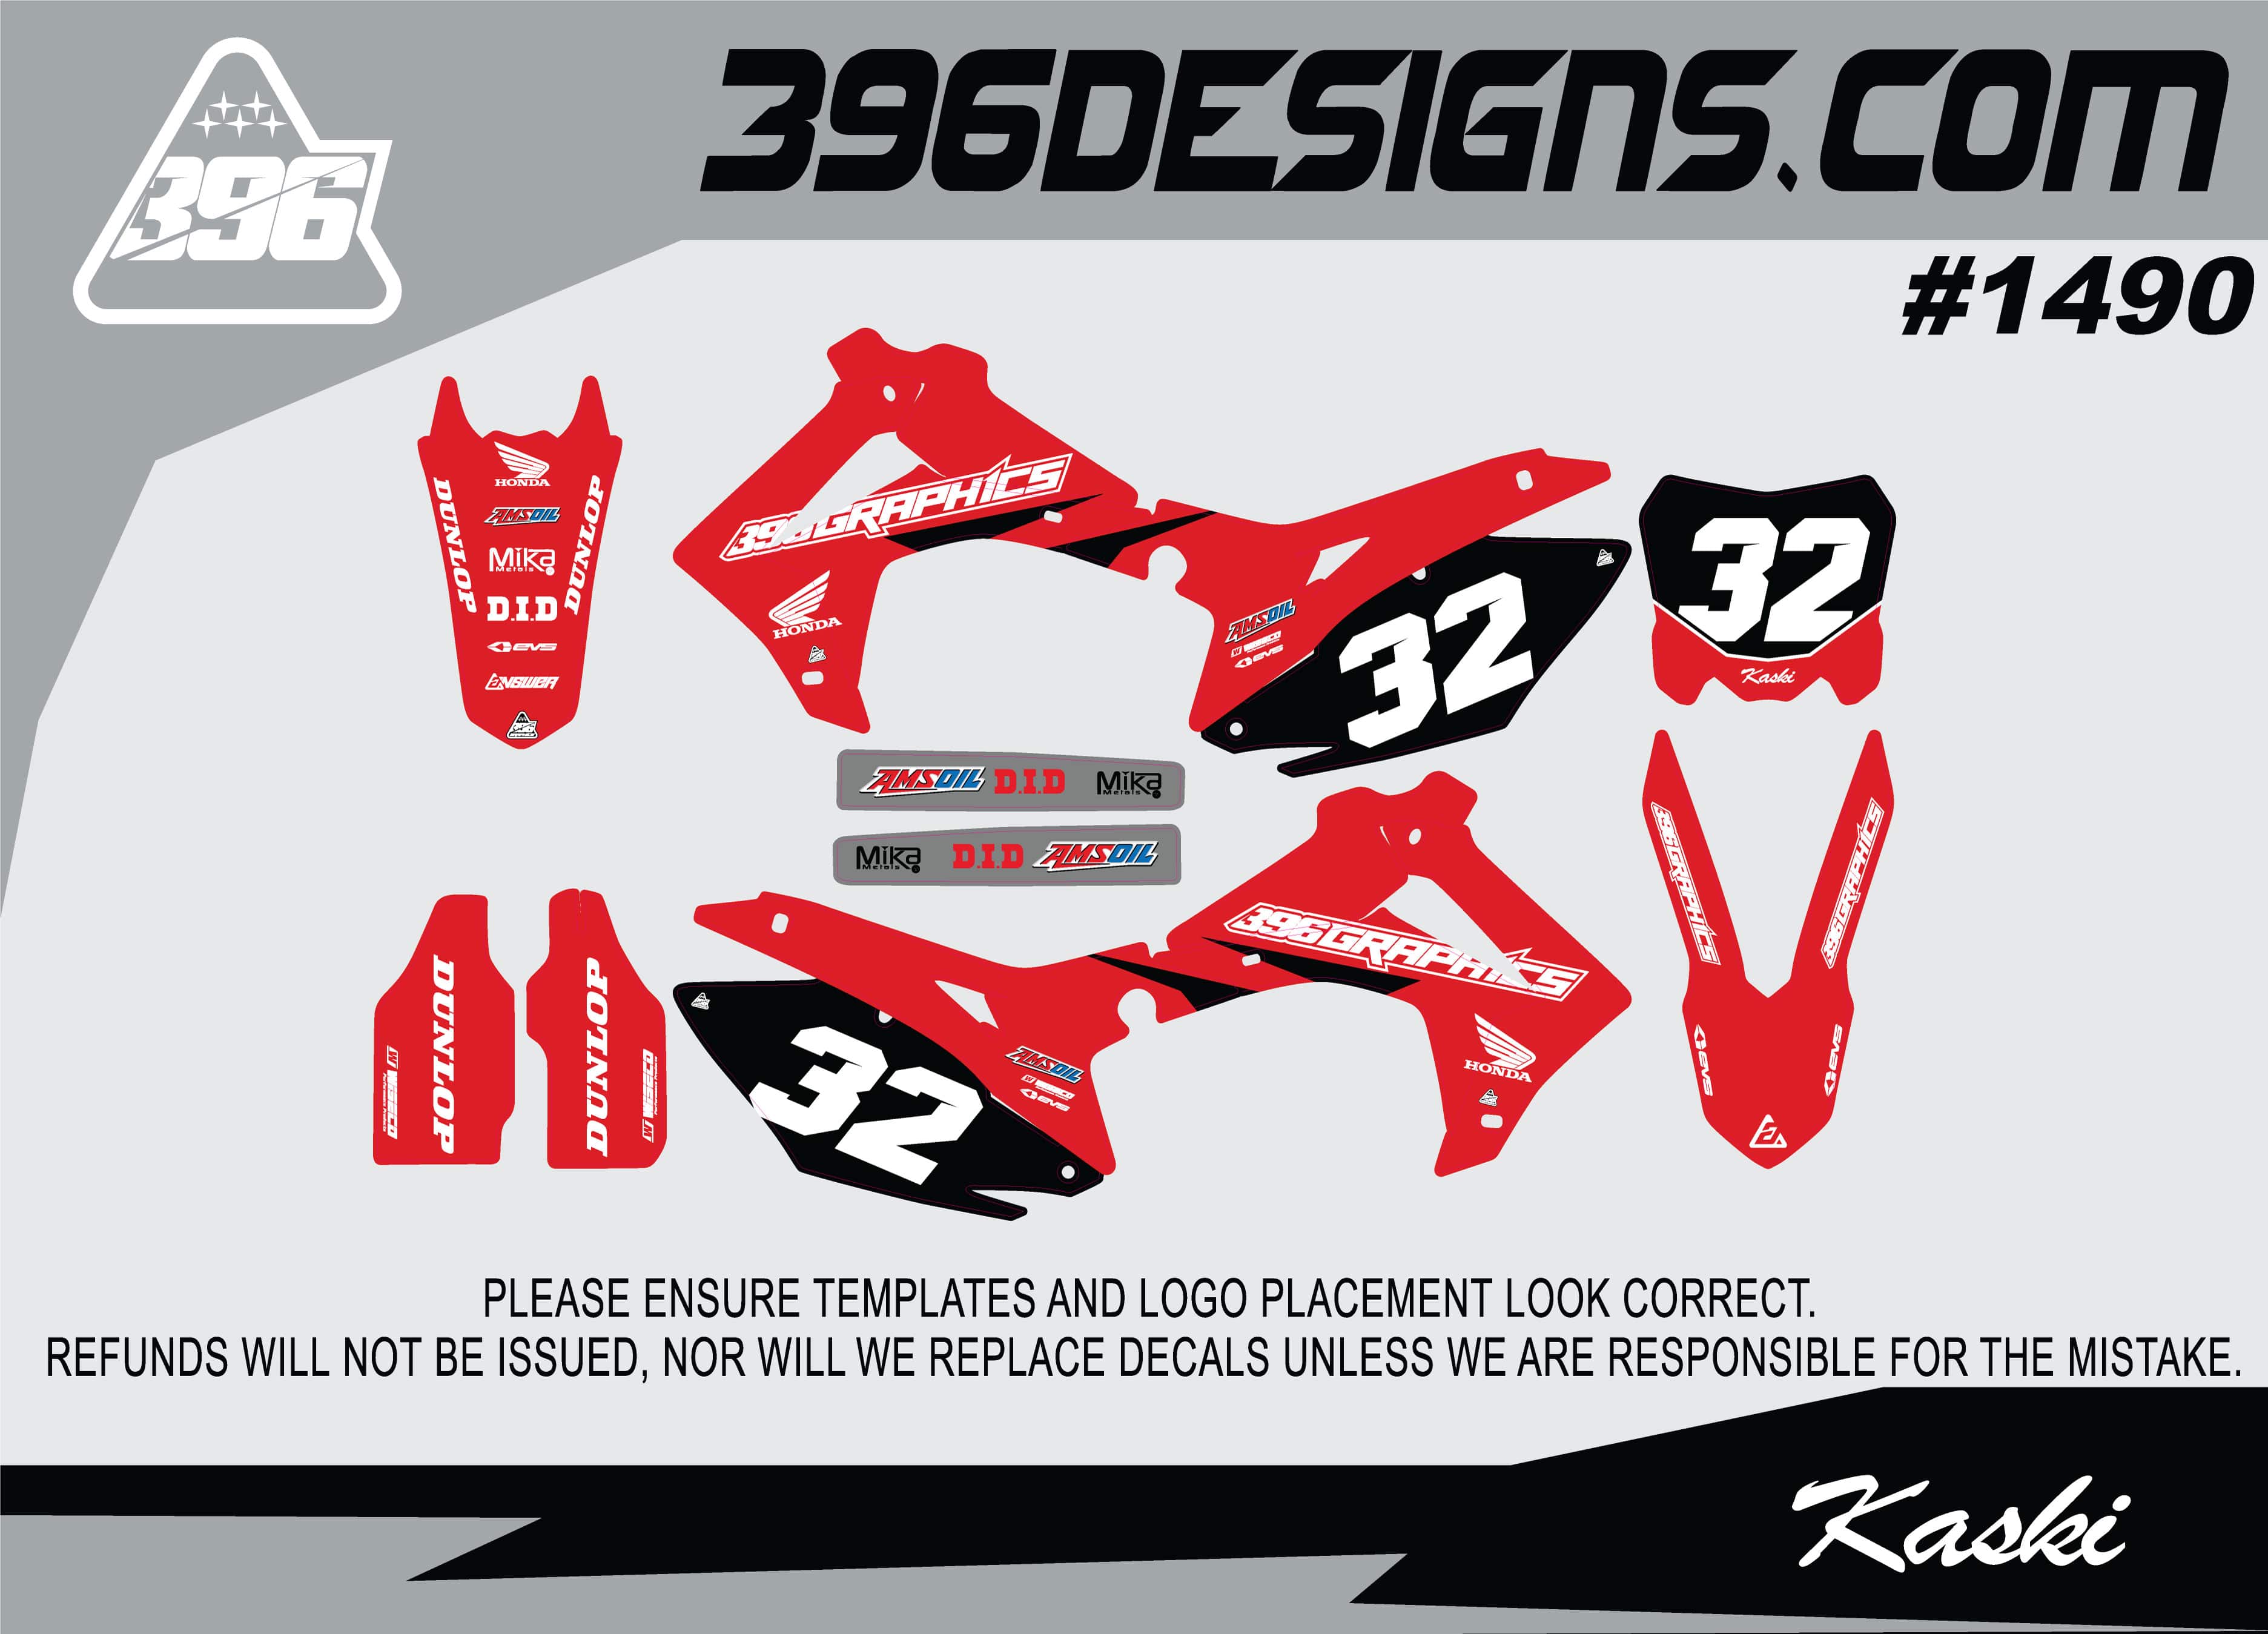 396
396DESIGNS.COM
#1490
HONDA
AMSOIL
Mika
Metals
D.I.D
EVS
ANSWER
DUNLOP
DUNLOP
396GRAPHICS
HONDA
AMSOIL
EVS
32
32
Kaski
AMSOIL D.I.D Mika Metals
Mika Metals D.I.D AMSOIL
396GRAPHICS
396GRAPHICS
EVS
EVS
DUNLOP
WISECO
DUNLOP
WISECO
32
AMSOIL
EVS
396GRAPHICS
HONDA
PLEASE ENSURE TEMPLATES AND LOGO PLACEMENT LOOK CORRECT.
REFUNDS WILL NOT BE ISSUED, NOR WILL WE REPLACE DECALS UNLESS WE ARE RESPONSIBLE FOR THE MISTAKE.
Kaski